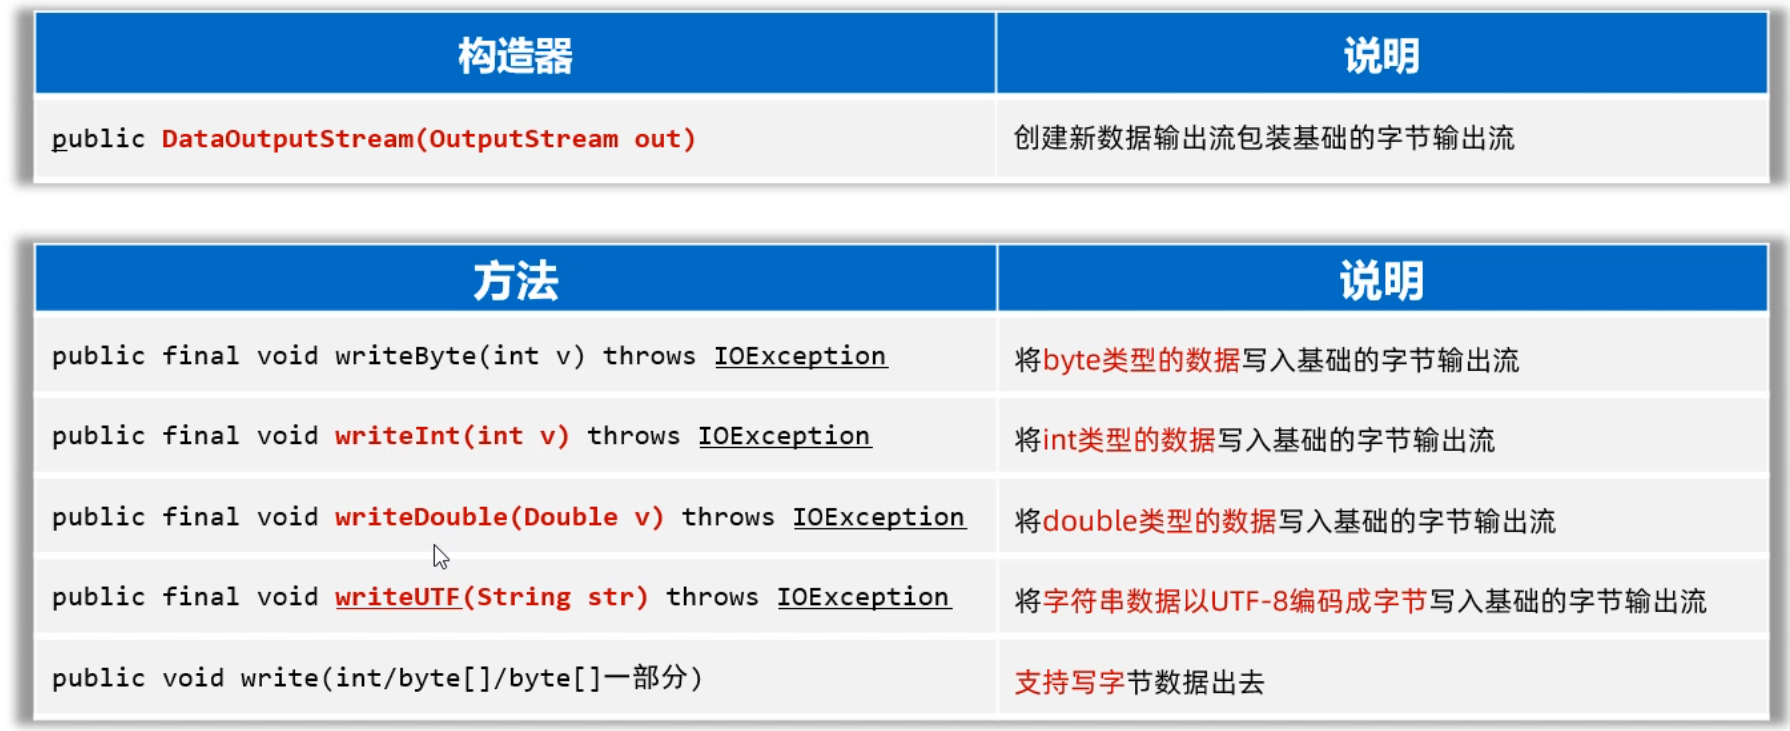 构造器 说明
public DataOutputStream(OutputStream out) 创建新数据输出流包装基础的字节输出流
方法 说明
public final void writeByte(int v) throws IOException 将byte类型的数据写入基础的字节输出流
public final void writeInt(int v) throws IOException 将int类型的数据写入基础的字节输出流
public final void writeDouble(Double v) throws IOException 将double类型的数据写入基础的字节输出流
public final void writeUTF(String str) throws IOException 将字符串数据以UTF-8编码成字节写入基础的字节输出流
public void write(int/byte[]/byte[]一部分) 支持写字节数据出去